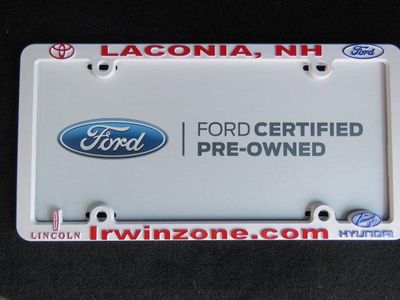 LACONIA, NH
Ford
Ford
FORD CERTIFIED
PRE-OWNED
LINCOLN
Irwinzone.com
HYUNDAI